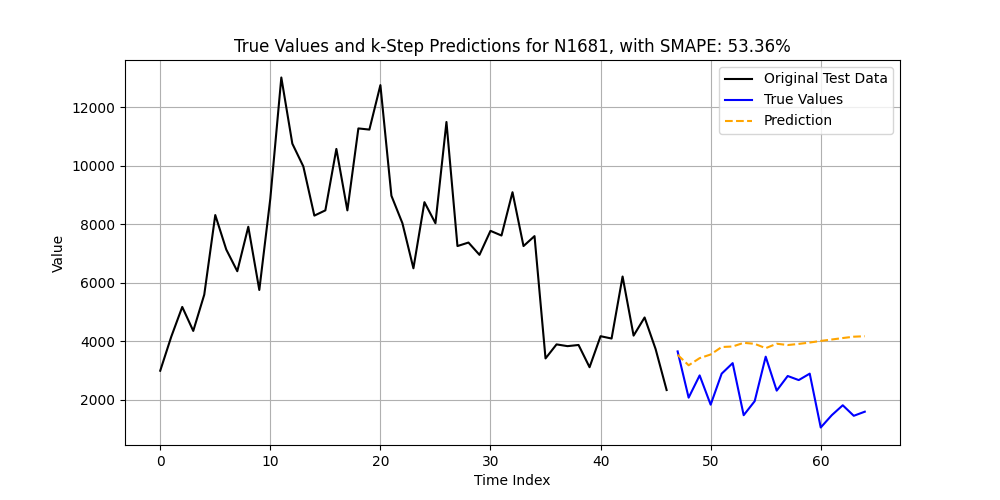 True Values and k-Step Predictions for N1681, with SMAPE: 53.36%
Original Test Data
True Values
Prediction
Value
12000
10000
8000
6000
4000
2000
0 10 20 30 40 50 60
Time Index